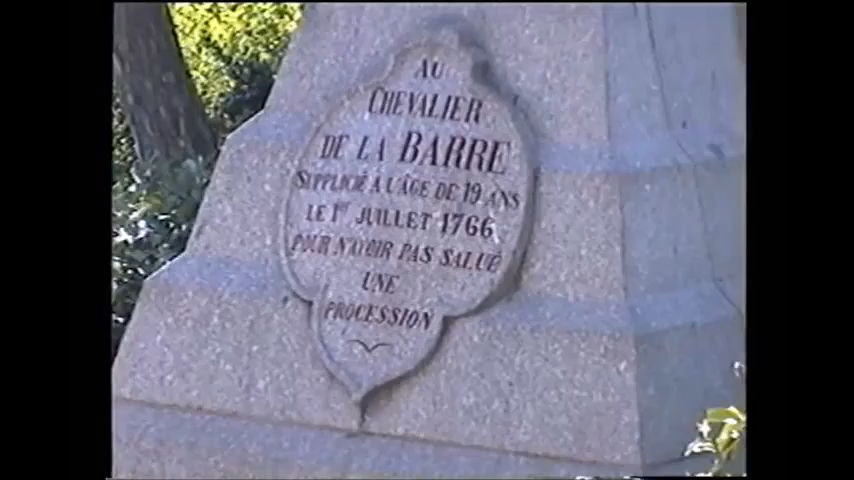 AU
CHEVALIER
DE LA BARRE
SUPPLICIÉ A L'ÂGE DE 19 ANS
LE 1ER JUILLET 1766
POUR N'AVOIR PAS SALUÉ
UNE
PROCESSION